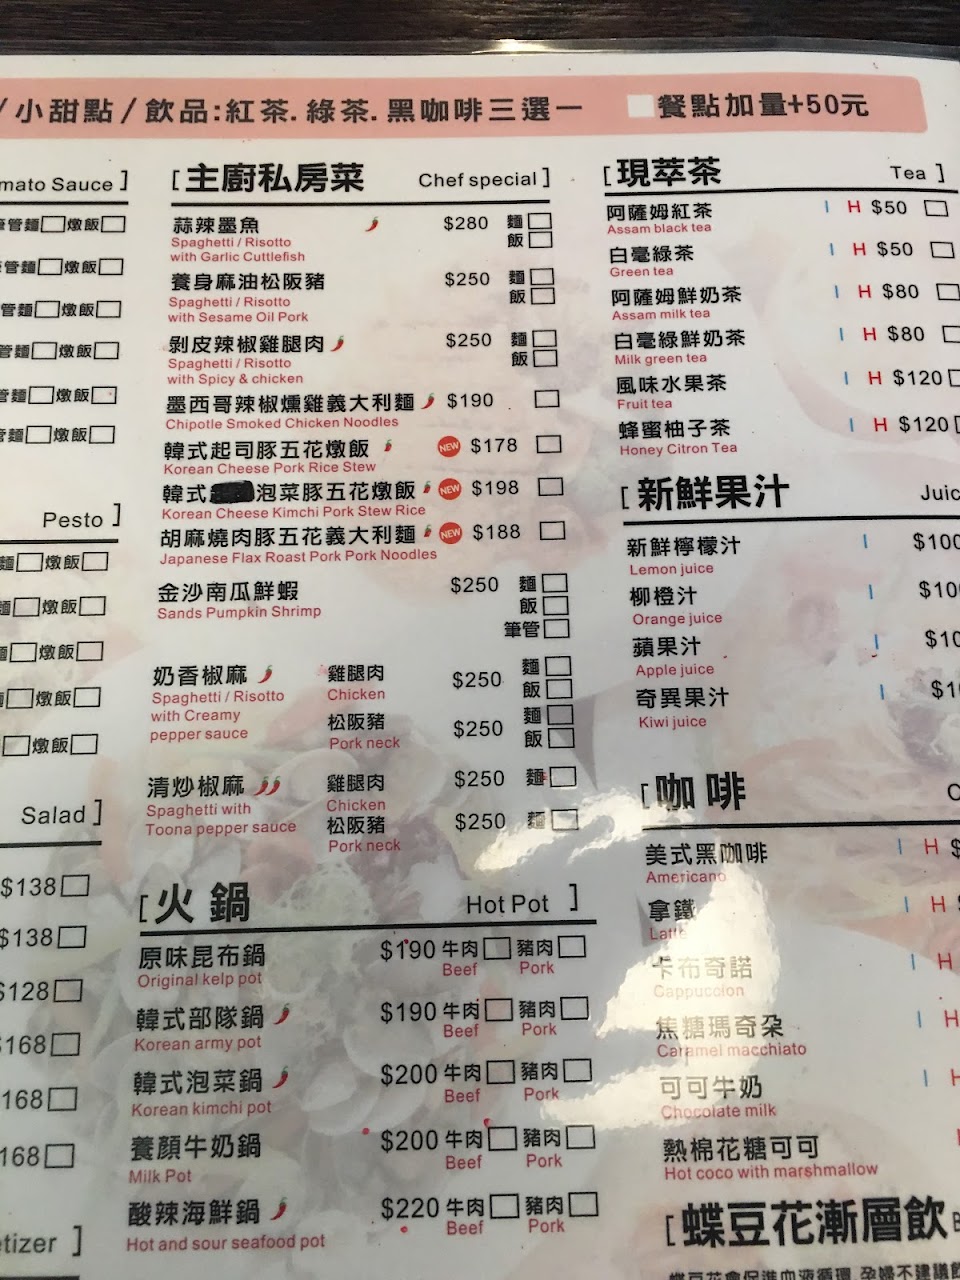 /小甜點/飲品:紅茶.綠茶.黑咖啡三選一 餐點加量+50元
mato Sauce]
筆管麵 燉飯
管麵 燉飯
管麵 燉飯
管麵 燉飯
管麵 燉飯
管麵 燉飯
Pesto ]
麵 燉飯
麵 燉飯
燉飯
燉飯
燉飯
Salad ]
$138
$138
$128
$168
168
168
tizer ]
[主廚私房菜 Chef special]
蒜辣墨魚 $280 麵
Spaghetti / Risotto 飯
with Garlic Cuttlefish
養身麻油松阪豬 $250 麵
Spaghetti / Risotto 飯
with Sesame Oil Pork
剝皮辣椒雞腿肉 $250 麵
Spaghetti / Risotto 飯
with Spicy & chicken
墨西哥辣椒燻雞義大利麵 $190
Chipotle Smoked Chicken Noodles
韓式起司豚五花燉飯 NEW $178
Korean Cheese Pork Rice Stew
韓式 泡菜豚五花燉飯 NEW $198
Korean Cheese Kimchi Pork Stew Rice
胡麻燒肉豚五花義大利麵 NEW $188
Japanese Flax Roast Pork Pork Noodles
金沙南瓜鮮蝦 $250 麵
Sands Pumpkin Shrimp 飯
筆管
奶香椒麻 雞腿肉 $250 麵
Spaghetti / Risotto Chicken 飯
with Creamy 松阪豬 $250 麵
pepper sauce Pork neck 飯
清炒椒麻 雞腿肉 $250 麵
Spaghetti with Chicken
Toona pepper sauce 松阪豬 $250 麵
Pork neck
[火鍋 Hot Pot ]
原味昆布鍋 $190 牛肉 豬肉
Original kelp pot Beef Pork
韓式部隊鍋 $190 牛肉 豬肉
Korean army pot Beef Pork
韓式泡菜鍋 $200 牛肉 豬肉
Korean kimchi pot Beef Pork
養顏牛奶鍋 $200 牛肉 豬肉
Milk Pot Beef Pork
酸辣海鮮鍋 $220 牛肉 豬肉
Hot and sour seafood pot Beef Pork
[現萃茶 Tea ]
阿薩姆紅茶 I H $50
Assam black tea
白毫綠茶 I H $50
Green tea
阿薩姆鮮奶茶 I H $80
Assam milk tea
白毫綠鮮奶茶 I H $80
Milk green tea
風味水果茶 I H $120
Fruit tea
蜂蜜柚子茶 I H $120
Honey Citron Tea
[新鮮果汁 Juic
新鮮檸檬汁 I $100
Lemon juice
柳橙汁 I $10
Orange juice
蘋果汁 I $10
Apple juice
奇異果汁 I $1
Kiwi juice
[咖啡 C
美式黑咖啡 I H $
Americano
拿鐵 I H
Latte
卡布奇諾 I H
Cappuccion
焦糖瑪奇朵 I H
Caramel macchiato
可可牛奶 I H
Chocolate milk
熱棉花糖可可
Hot coco with marshmallow
[蝶豆花漸層飲 B
蝶豆花會促進血液循環,孕婦不建議飲